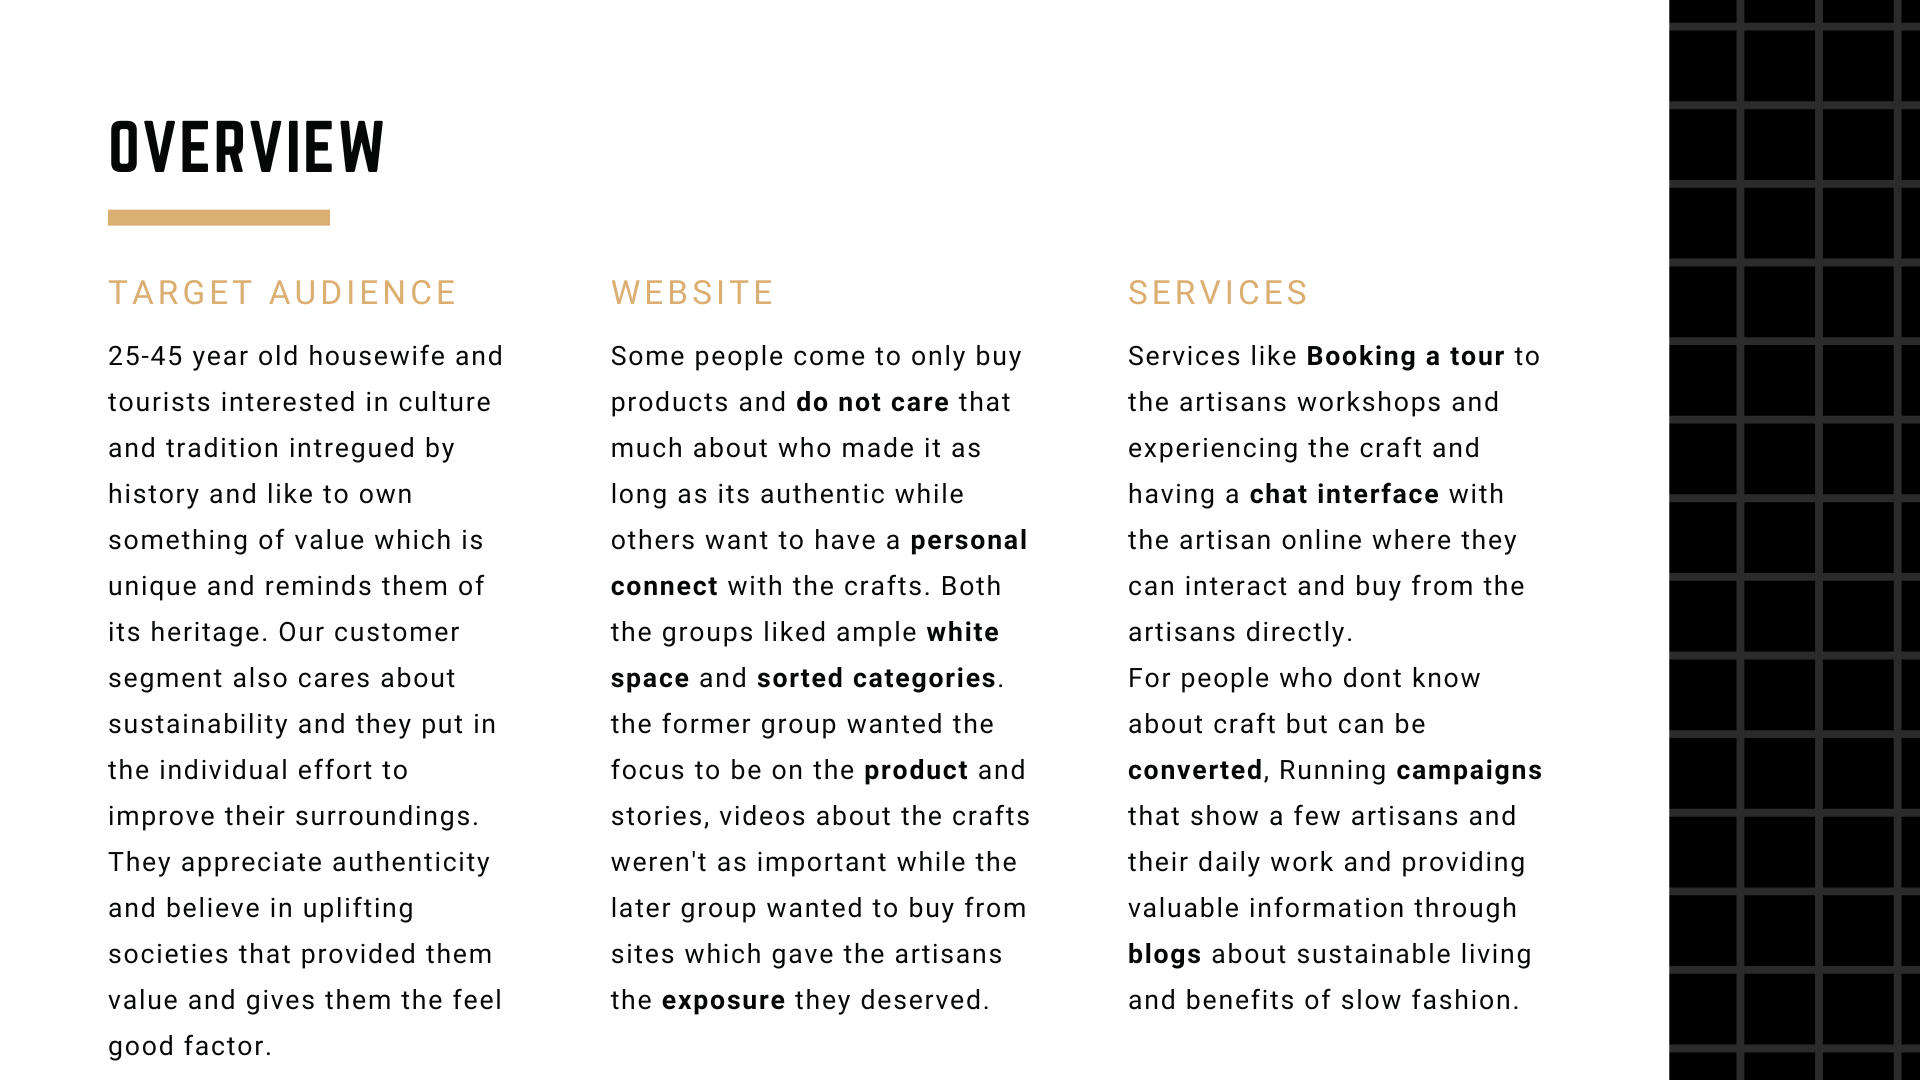 OVERVIEW
TARGET AUDIENCE
25-45 year old housewife and
tourists interested in culture
and tradition intregued by
history and like to own
something of value which is
unique and reminds them of
its heritage. Our customer
segment also cares about
sustainability and they put in
the individual effort to
improve their surroundings.
They appreciate authenticity
and believe in uplifting
societies that provided them
value and gives them the feel
good factor.
WEBSITE
Some people come to only buy
products and do not care that
much about who made it as
long as its authentic while
others want to have a personal
connect with the crafts. Both
the groups liked ample white
space and sorted categories.
the former group wanted the
focus to be on the product and
stories, videos about the crafts
weren't as important while the
later group wanted to buy from
sites which gave the artisans
the exposure they deserved.
SERVICES
Services like Booking a tour to
the artisans workshops and
experiencing the craft and
having a chat interface with
the artisan online where they
can interact and buy from the
artisans directly.
For people who dont know
about craft but can be
converted, Running campaigns
that show a few artisans and
their daily work and providing
valuable information through
blogs about sustainable living
and benefits of slow fashion.